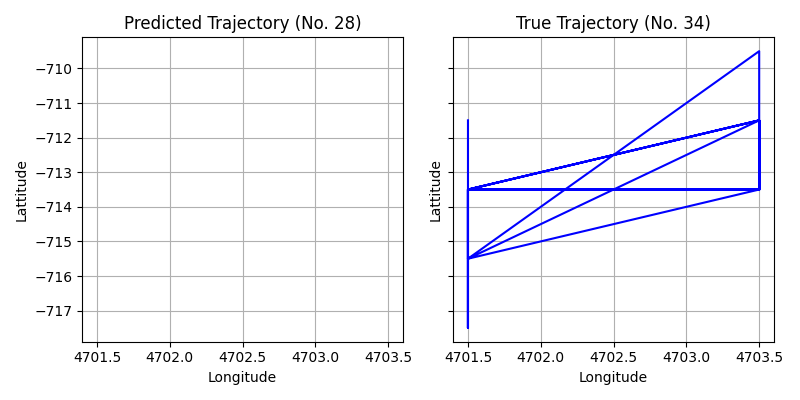 Predicted Trajectory (No. 28)
True Trajectory (No. 34)
−710
−711
−712
−713
−714
−715
−716
−717
Lattitude
Lattitude
4701.5 4702.0 4702.5 4703.0 4703.5
4701.5 4702.0 4702.5 4703.0 4703.5
Longitude
Longitude